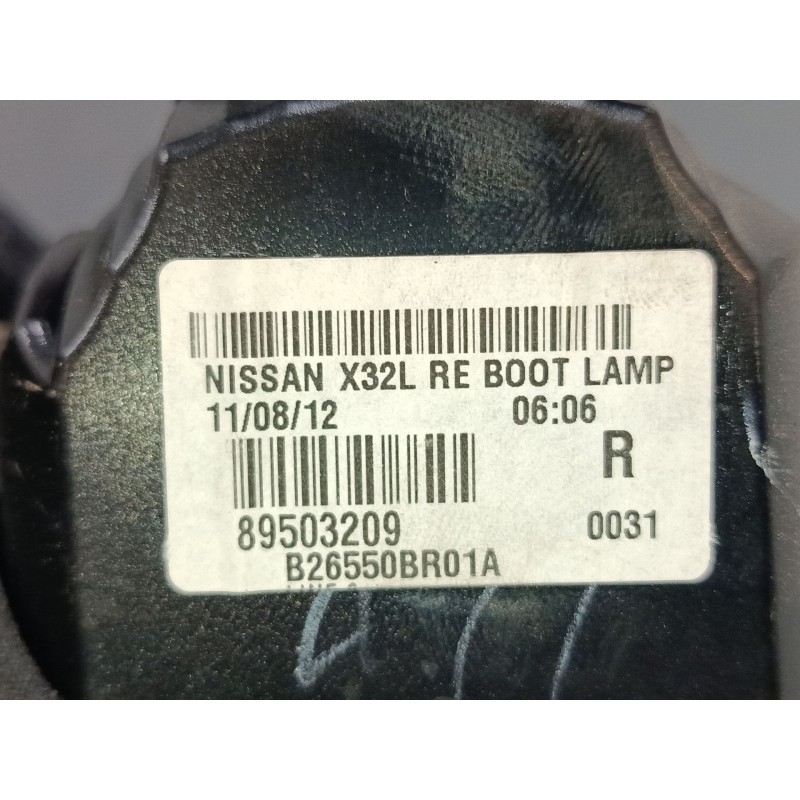 NISSAN X32L RE BOOT LAMP
11/08/12 06:06
R
89503209 0031
B26550BR01A